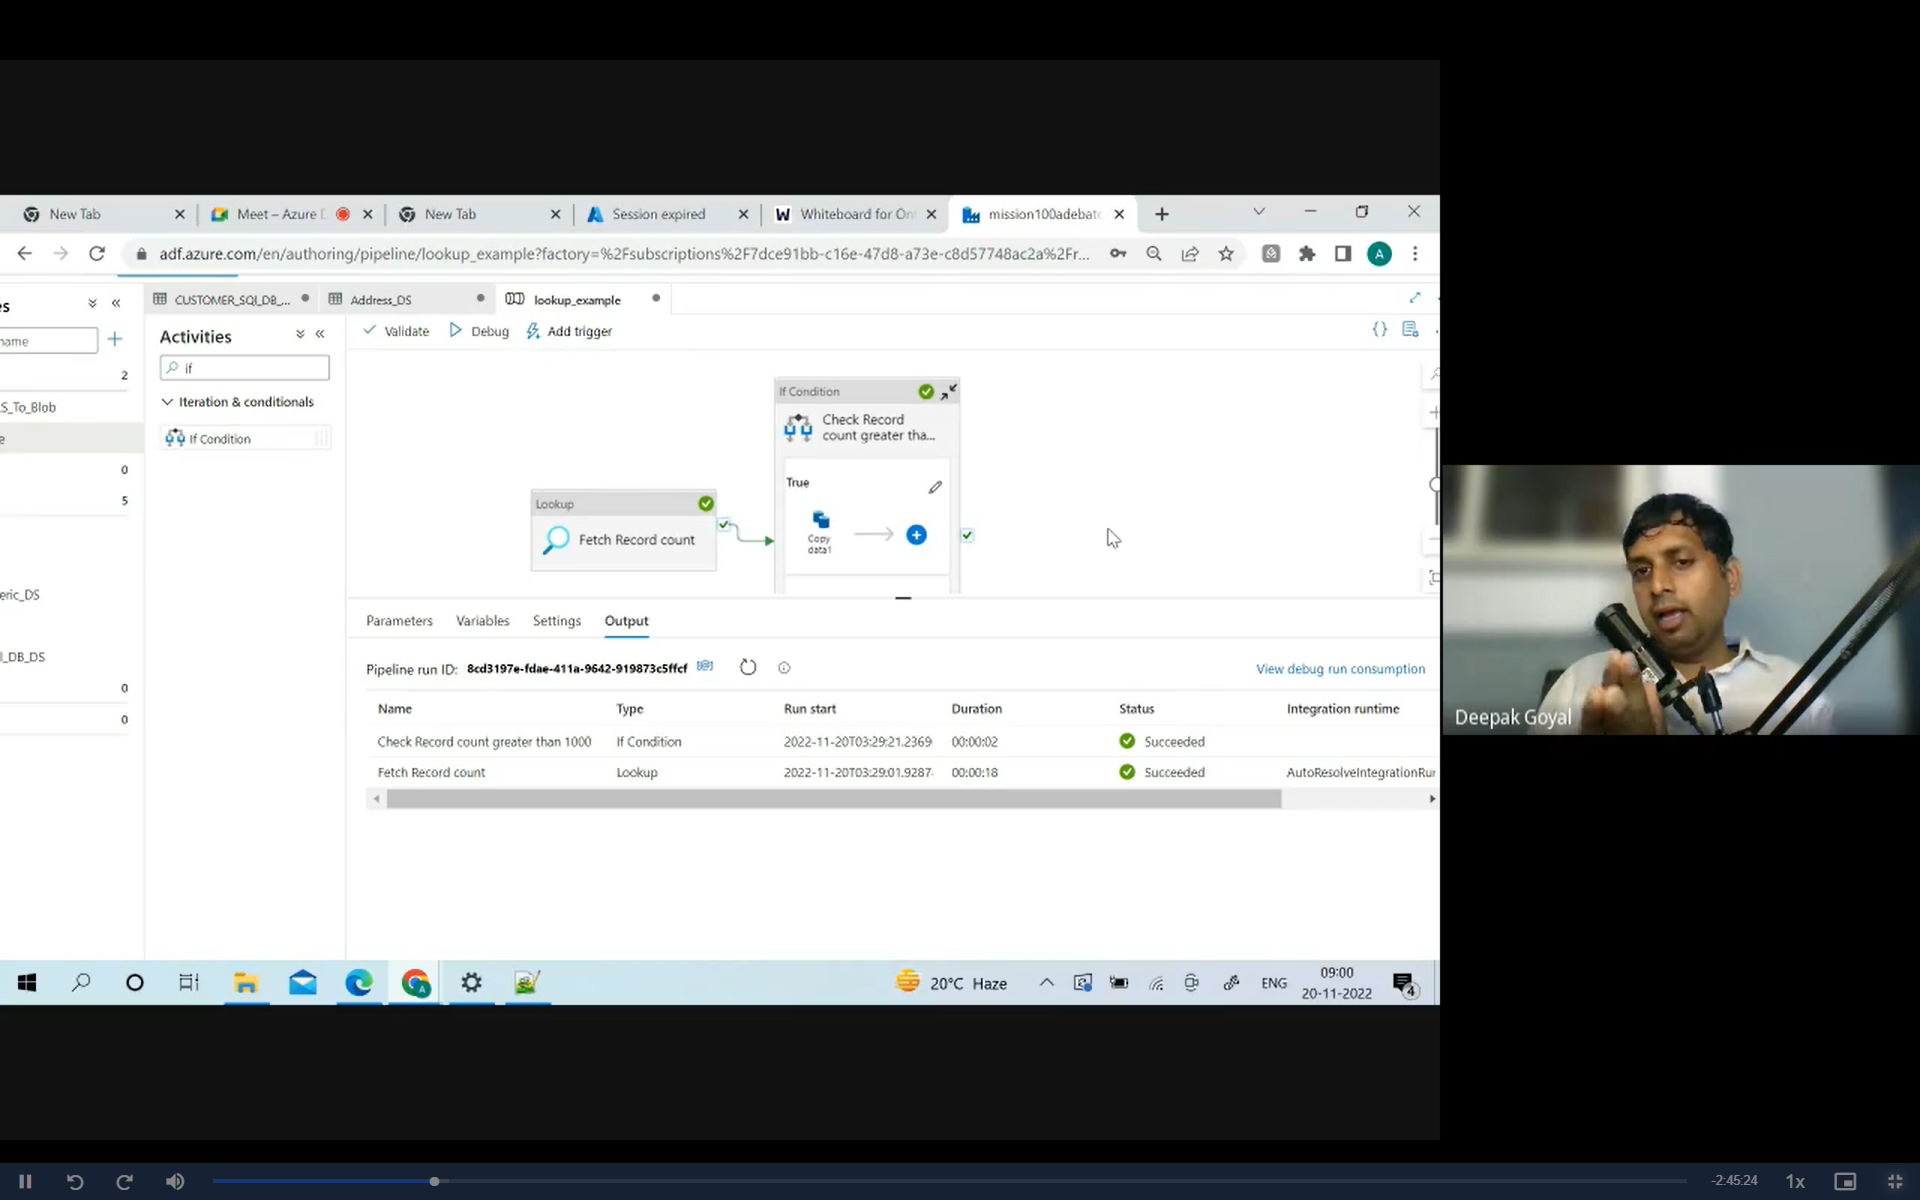 New Tab
Meet – Azure D
New Tab
Session expired
Whiteboard for On
mission100adebatc
adf.azure.com/en/authoring/pipeline/lookup_example?factory=%2Fsubscriptions%2F7dce91bb-c16e-47d8-a73e-c8d57748ac2a%2Fr...
A
es
CUSTOMER_SQl_DB_...
Address_DS
lookup_example
name
Activities
Validate
Debug
Add trigger
{}
if
2
Iteration & conditionals
S_To_Blob
e
If Condition
0
5
eric_DS
l_DB_DS
0
0
If Condition
Check Record
count greater tha...
True
Copy
data1
Lookup
Fetch Record count
Parameters
Variables
Settings
Output
Pipeline run ID: 8cd3197e-fdae-411a-9642-919873c5ffcf
View debug run consumption
Name Type Run start Duration Status Integration runtime
Check Record count greater than 1000 If Condition 2022-11-20T03:29:21.2369 00:00:02 Succeeded
Fetch Record count Lookup 2022-11-20T03:29:01.9287 00:00:18 Succeeded AutoResolveIntegrationRun
Deepak Goyal
20°C Haze
ENG
09:00
20-11-2022
4
-2:45:24
1x